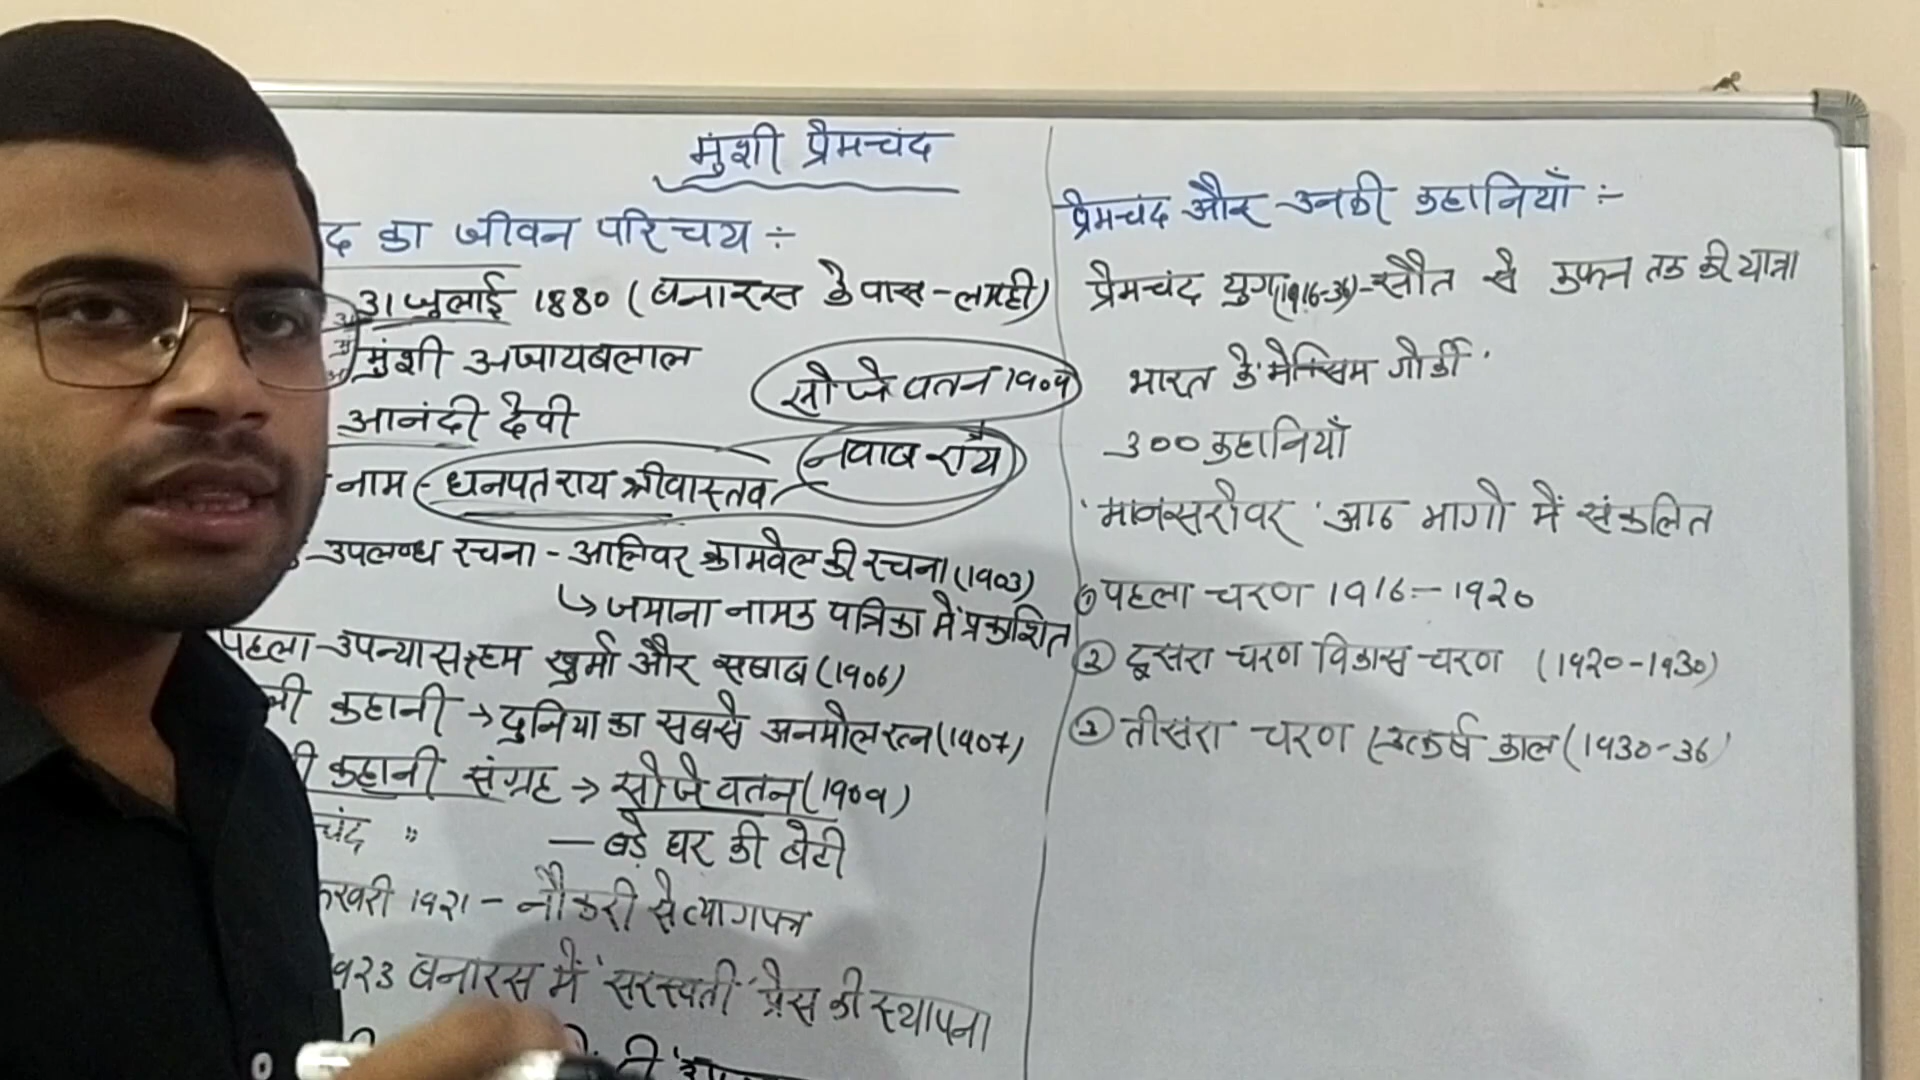 मुंशी प्रेमचंद
द का जीवन परिचय ÷
31 जुलाई 1880 (बनारस के पास - लमही)
मुंशी अजायबलाल
सोजे वतन 1909
आनंदी देवी
नवाब राय
नाम - धनपत राय श्रीवास्तव
उपलब्ध रचना - आलिवर क्रामवेल की रचना (1903)
↳ जमाना नामक पत्रिका में प्रकाशित
पहला उपन्यास हम खुर्मा और सबाब (1906)
ली कहानी → दुनिया का सबसे अनमोल रत्न (1907)
ी कहानी संग्रह → सोजे वतन (1909)
चंद " — बड़े घर की बेटी
फरवरी 1921 - नौकरी से त्यागपत्र
1923 बनारस में 'सरस्वती' प्रेस की स्थापना
प्रेमचंद और उनकी कहानियाँ ÷
प्रेमचंद युग (1916-36) - सौत से कफन तक की यात्रा
भारत के 'मैक्सिम गोर्की'
300 कहानियाँ
'मानसरोवर' आठ भागो में संकलित
① पहला चरण 1916 - 1920
② दूसरा चरण विकास चरण (1920-1930)
③ तीसरा चरण उत्कर्ष काल (1930-36)